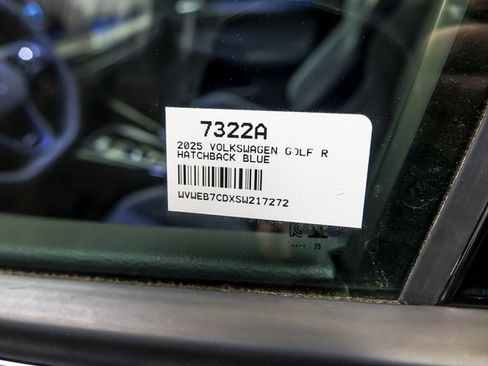 7322A
2025 VOLKSWAGEN GOLF R
HATCHBACK BLUE
WVWEB7CDXSW217272